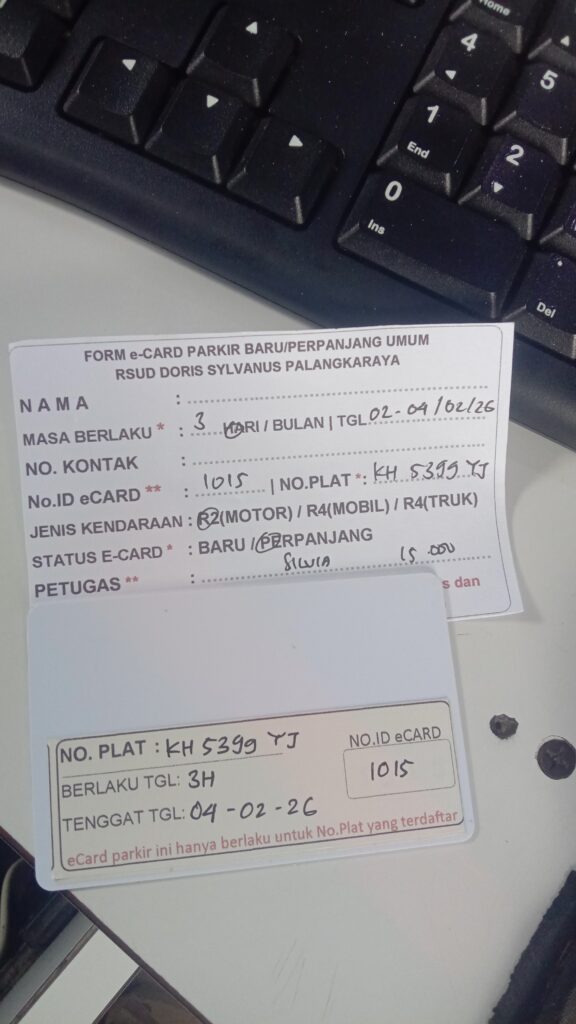 Home
4
5
1
End
2
0
Ins
Del
FORM e-CARD PARKIR BARU/PERPANJANG UMUM
RSUD DORIS SYLVANUS PALANGKARAYA
NAMA :
MASA BERLAKU * : 3 HARI / BULAN | TGL 02-04/02/26
NO. KONTAK :
No.ID eCARD ** : 1015 | NO.PLAT *: KH 5399 YJ
JENIS KENDARAAN : R2(MOTOR) / R4(MOBIL) / R4(TRUK)
STATUS E-CARD * : BARU / PERPANJANG
PETUGAS ** : SILVIA 15.000
s dan
NO. PLAT : KH 5399 YJ
NO.ID eCARD
BERLAKU TGL: 3H
1015
TENGGAT TGL: 04-02-26
eCard parkir ini hanya berlaku untuk No.Plat yang terdaftar